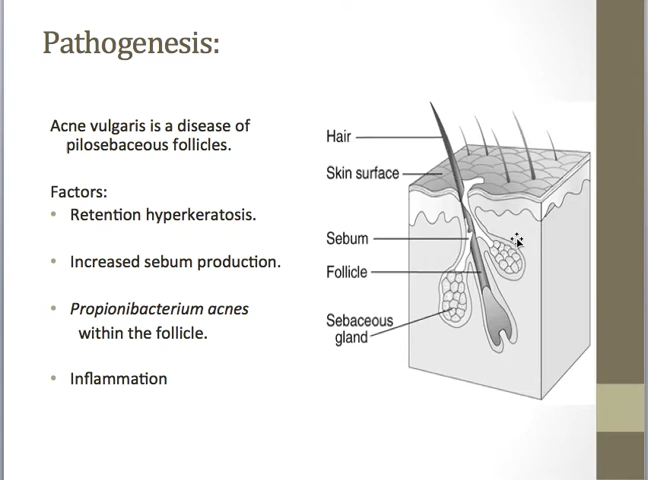 Pathogenesis:
Acne vulgaris is a disease of
pilosebaceous follicles.
Factors:
• Retention hyperkeratosis.
• Increased sebum production.
• Propionibacterium acnes
within the follicle.
• Inflammation
Hair
Skin surface
Sebum
Follicle
Sebaceous
gland